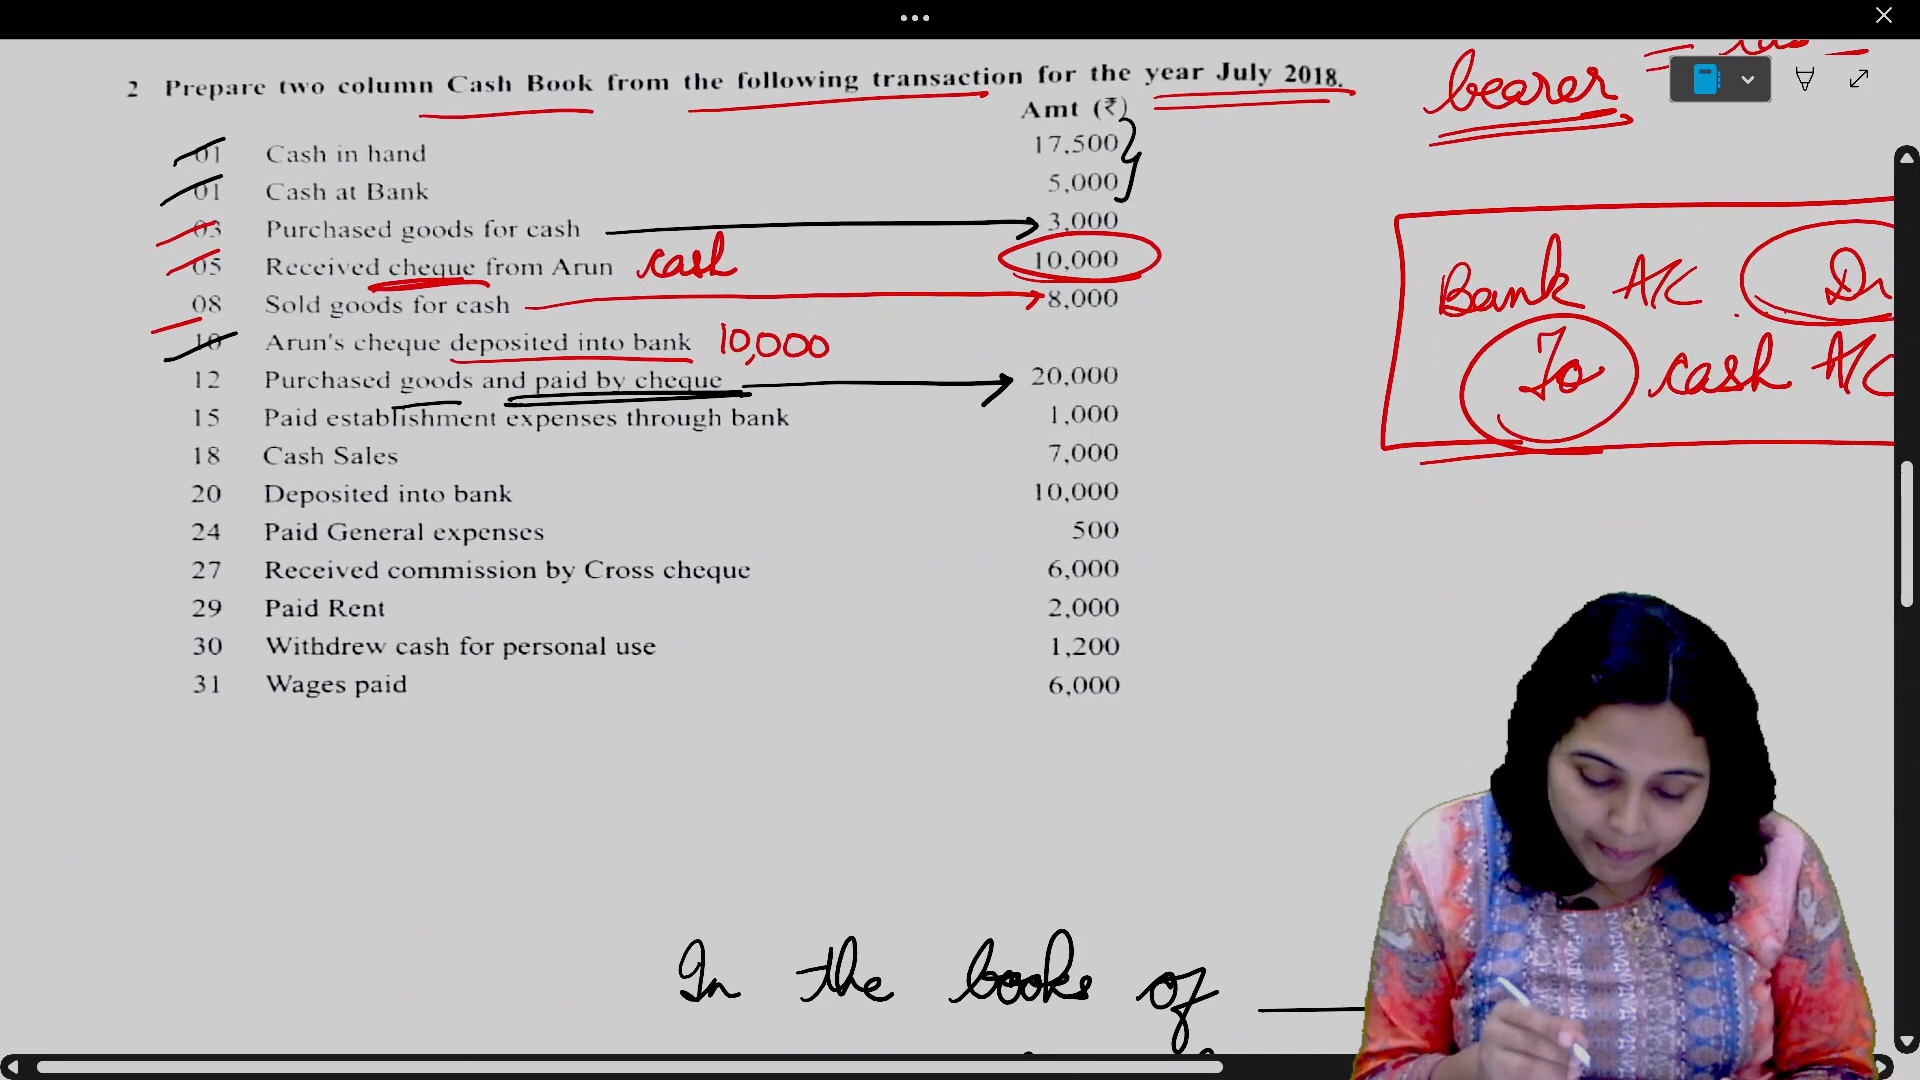 2 Prepare two column Cash Book from the following transaction for the year July 2018.
Amt (₹)
01 Cash in hand 17,500
01 Cash at Bank 5,000
03 Purchased goods for cash 3,000
05 Received cheque from Arun cash 10,000
08 Sold goods for cash 8,000
10 Arun's cheque deposited into bank 10,000
12 Purchased goods and paid by cheque 20,000
15 Paid establishment expenses through bank 1,000
18 Cash Sales 7,000
20 Deposited into bank 10,000
24 Paid General expenses 500
27 Received commission by Cross cheque 6,000
29 Paid Rent 2,000
30 Withdrew cash for personal use 1,200
31 Wages paid 6,000
bearer
Bank A/C Dr
To cash A/C
In the books of